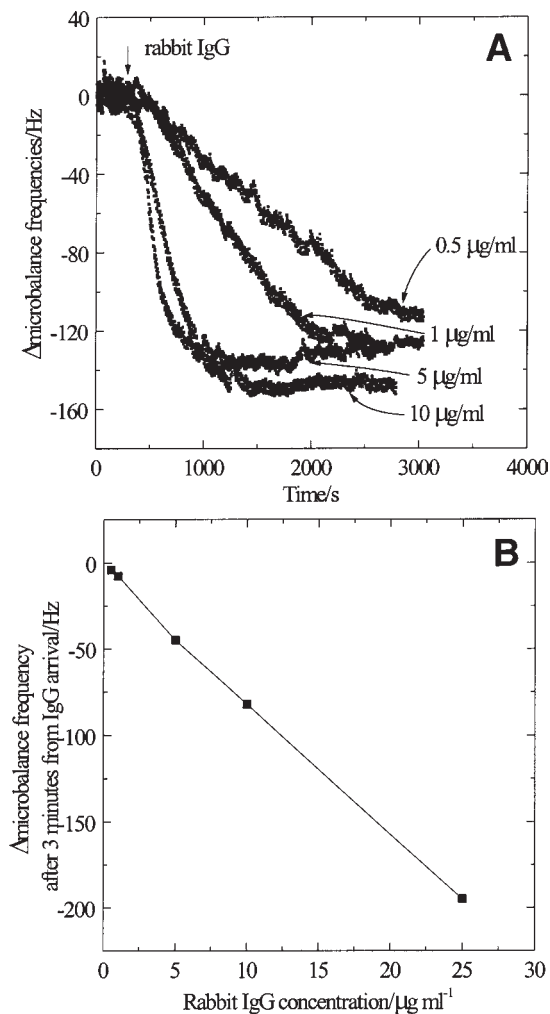 40
A
rabbit IgG
0
-40
-80
-120
-160
Δmicrobalance frequencies/Hz
0.5 μg/ml
1 μg/ml
5 μg/ml
10 μg/ml
0 1000 2000 3000 4000
Time/s
B
0
-50
-100
-150
-200
Δmicrobalance frequency
after 3 minutes from IgG arrival/Hz
0 5 10 15 20 25 30
Rabbit IgG concentration/μg ml⁻¹